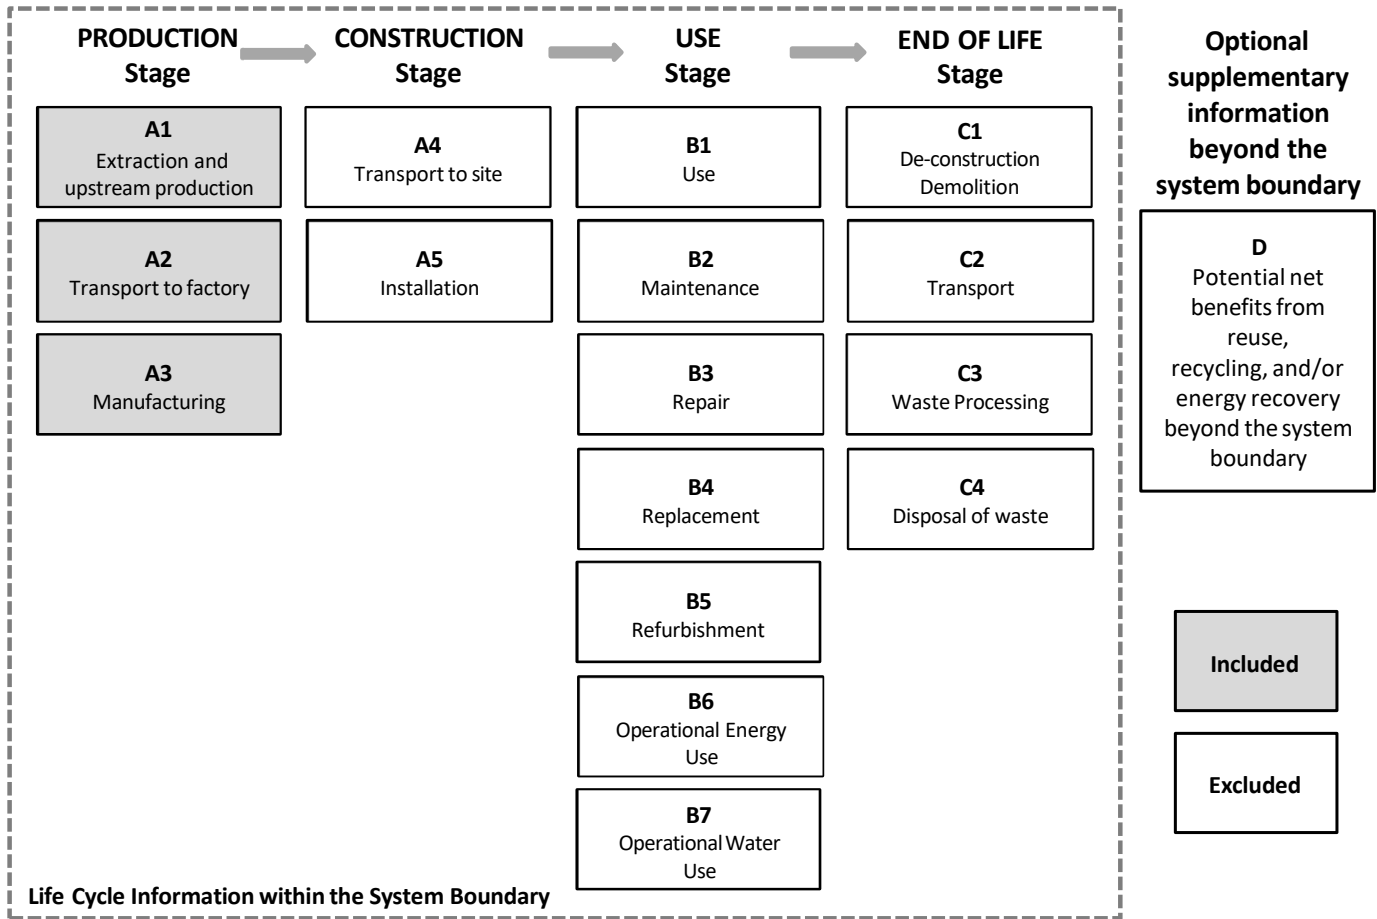 PRODUCTION
Stage
CONSTRUCTION
Stage
USE
Stage
END OF LIFE
Stage
Optional
supplementary
information
beyond the
system boundary
A1
Extraction and
upstream production
A2
Transport to factory
A3
Manufacturing
A4
Transport to site
A5
Installation
B1
Use
B2
Maintenance
B3
Repair
B4
Replacement
B5
Refurbishment
B6
Operational Energy
Use
B7
Operational Water
Use
C1
De-construction
Demolition
C2
Transport
C3
Waste Processing
C4
Disposal of waste
D
Potential net
benefits from
reuse,
recycling, and/or
energy recovery
beyond the system
boundary
Included
Excluded
Life Cycle Information within the System Boundary